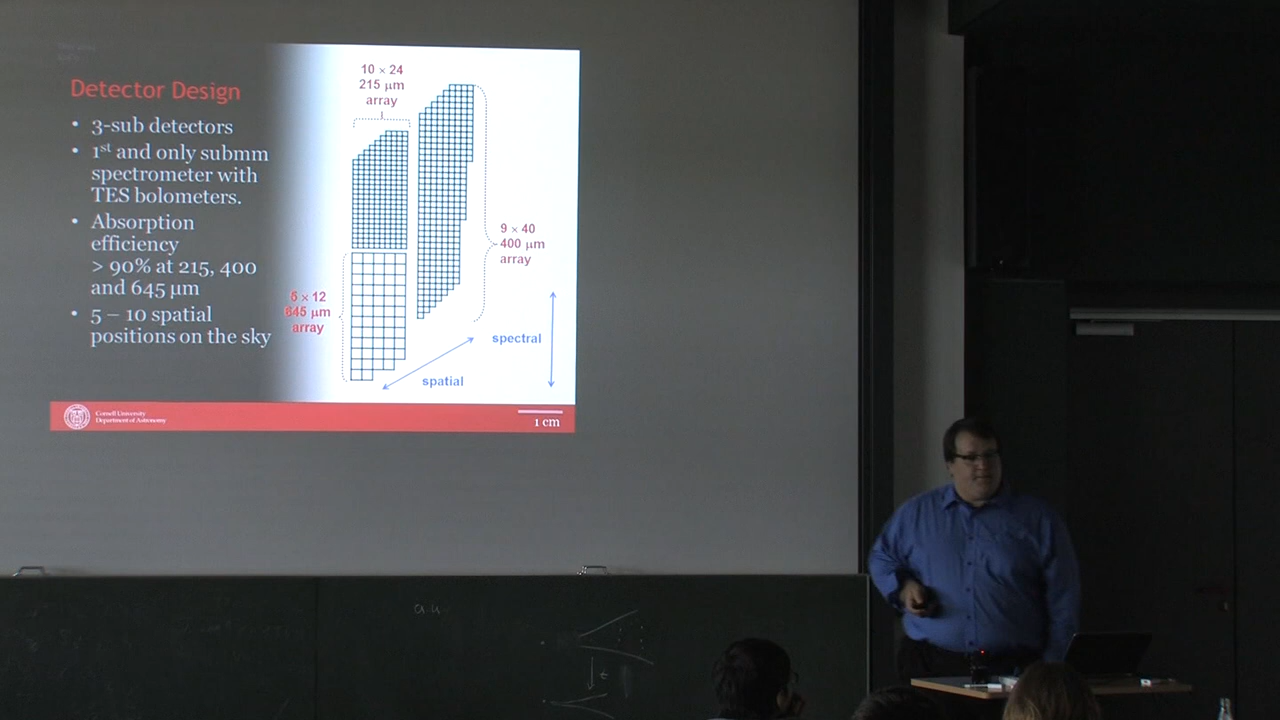 Detector Design
• 3-sub detectors
• 1st and only submm
spectrometer with
TES bolometers.
• Absorption
efficiency
> 90% at 215, 400
and 645 µm
• 5 – 10 spatial
positions on the sky
10 × 24
215 µm
array
9 × 40
400 µm
array
6 × 12
645 µm
array
spectral
spatial
Cornell University
Department of Astronomy
1 cm
a.u.
t